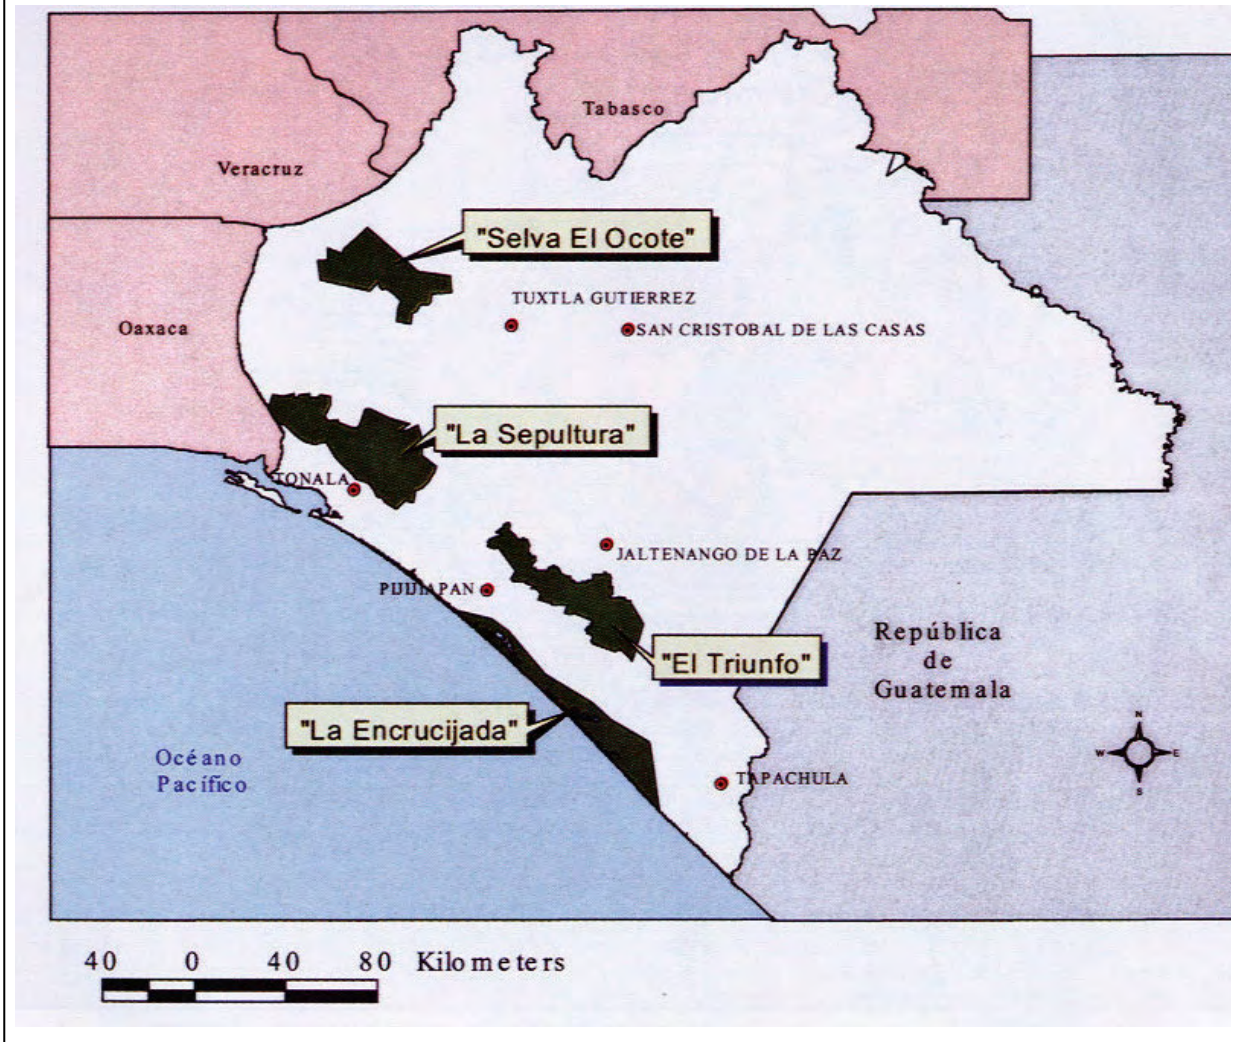 Tabasco
Veracruz
"Selva El Ocote"
TUXTLA GUTIERREZ
Oaxaca
SAN CRISTOBAL DE LAS CASAS
"La Sepultura"
TONALA
JALTENANGO DE LA PAZ
PIJIJIAPAN
República
de
Guatemala
"El Triunfo"
"La Encrucijada"
N
W E
S
Océano
Pacífico
TAPACHULA
40 0 40 80 Kilometers